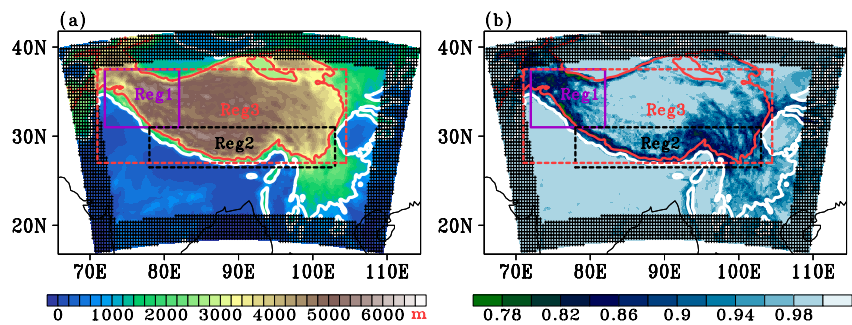 (a)
40N
30N
20N
Reg1
Reg3
Reg2
70E 80E 90E 100E 110E
0 1000 2000 3000 4000 5000 6000 m
(b)
40N
30N
20N
Reg1
Reg3
Reg2
70E 80E 90E 100E 110E
0.78 0.82 0.86 0.9 0.94 0.98